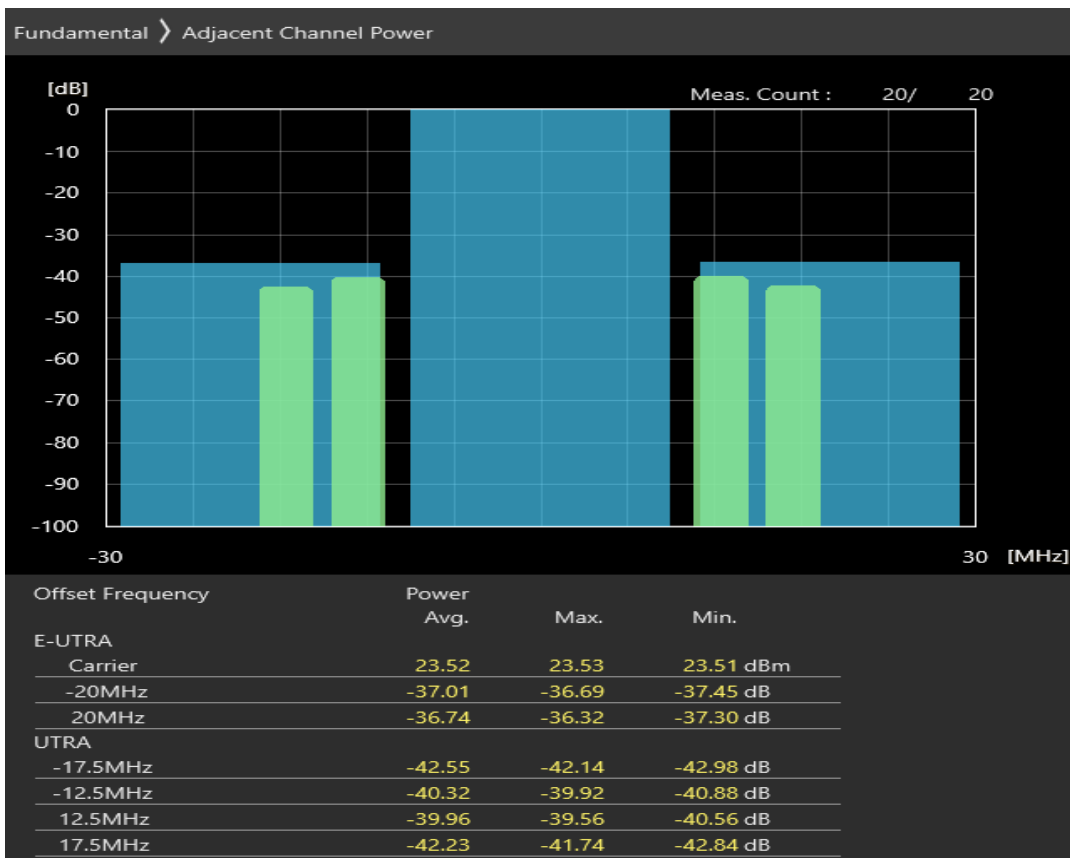 Fundamental 〉 Adjacent Channel Power
[dB]
Meas. Count : 20/ 20
0
-10
-20
-30
-40
-50
-60
-70
-80
-90
-100
-30 30 [MHz]
Offset Frequency Power
Avg. Max. Min.
E-UTRA
Carrier 23.52 23.53 23.51 dBm
-20MHz -37.01 -36.69 -37.45 dB
20MHz -36.74 -36.32 -37.30 dB
UTRA
-17.5MHz -42.55 -42.14 -42.98 dB
-12.5MHz -40.32 -39.92 -40.88 dB
12.5MHz -39.96 -39.56 -40.56 dB
17.5MHz -42.23 -41.74 -42.84 dB